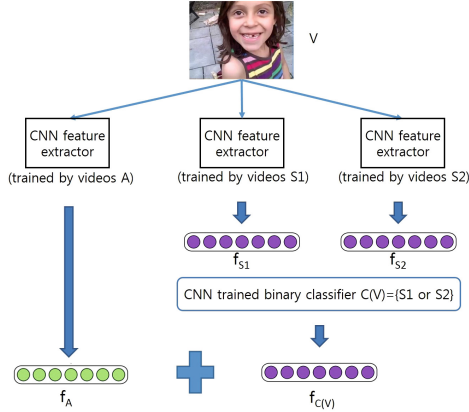 V
CNN feature
extractor
(trained by videos A)
CNN feature
extractor
(trained by videos S1)
CNN feature
extractor
(trained by videos S2)
fS1
fS2
CNN trained binary classifier C(V)={S1 or S2}
fA
fC(V)